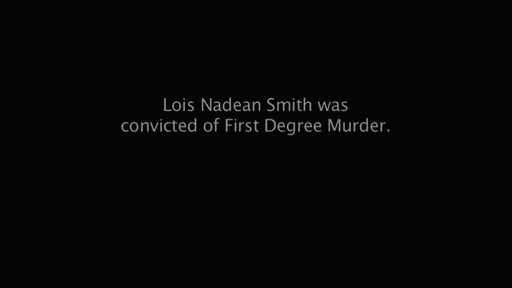 Lois Nadean Smith was
convicted of First Degree Murder.